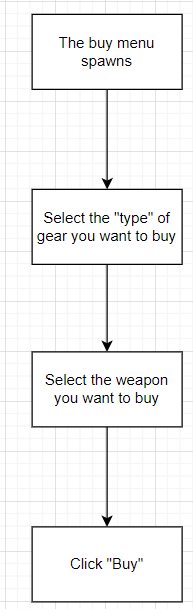 The buy menu
spawns
Select the "type" of
gear you want to buy
Select the weapon
you want to buy
Click "Buy"